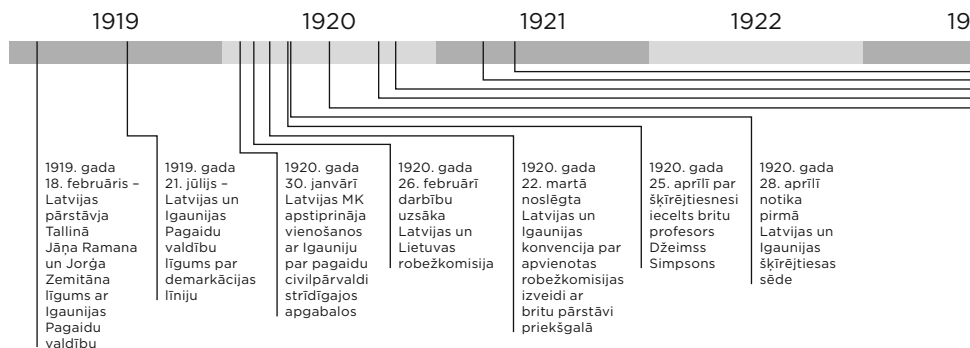 1919
1920
1921
1922
19
1919. gada
18. februāris –
Latvijas
pārstāvja
Tallinā
Jāņa Ramana
un Jorģa
Zemitāna
līgums ar
Igaunijas
Pagaidu
valdību
1919. gada
21. jūlijs –
Latvijas un
Igaunijas
Pagaidu
valdību
līgums par
demarkācijas
līniju
1920. gada
30. janvārī
Latvijas MK
apstiprināja
vienošanos
ar Igauniju
par pagaidu
civilpārvaldi
strīdīgajos
apgabalos
1920. gada
26. februārī
darbību
uzsāka
Latvijas un
Lietuvas
robežkomisija
1920. gada
22. martā
noslēgta
Latvijas un
Igaunijas
konvencija par
apvienotas
robežkomisijas
izveidi ar
britu pārstāvi
priekšgalā
1920. gada
25. aprīlī par
šķīrējtiesnesi
iecelts britu
profesors
Džeimss
Simpsons
1920. gada
28. aprīlī
notika
pirmā
Latvijas un
Igaunijas
šķīrējtiesas
sēde